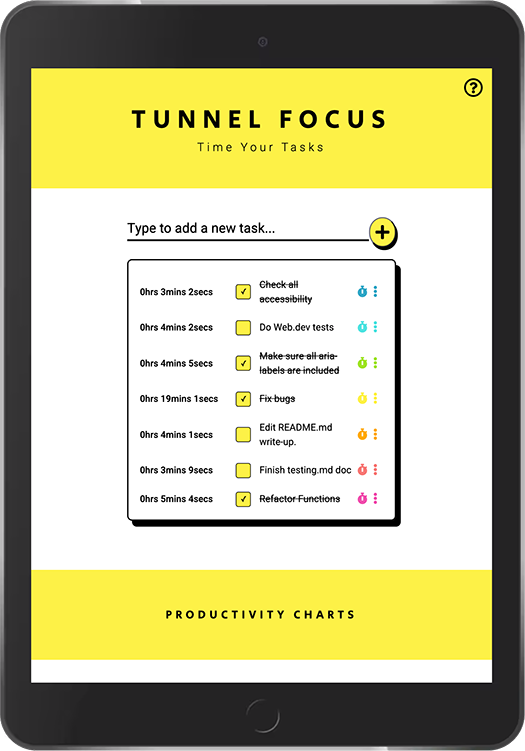 TUNNEL FOCUS
Time Your Tasks
Type to add a new task...
0hrs 3mins 2secs
Check all
accessibility
0hrs 4mins 2secs
Do Web.dev tests
0hrs 4mins 5secs
Make sure all aria-
labels are included
0hrs 19mins 1secs
Fix bugs
0hrs 4mins 1secs
Edit README.md
write-up.
0hrs 3mins 9secs
Finish testing.md doc
0hrs 5mins 4secs
Refactor Functions
PRODUCTIVITY CHARTS